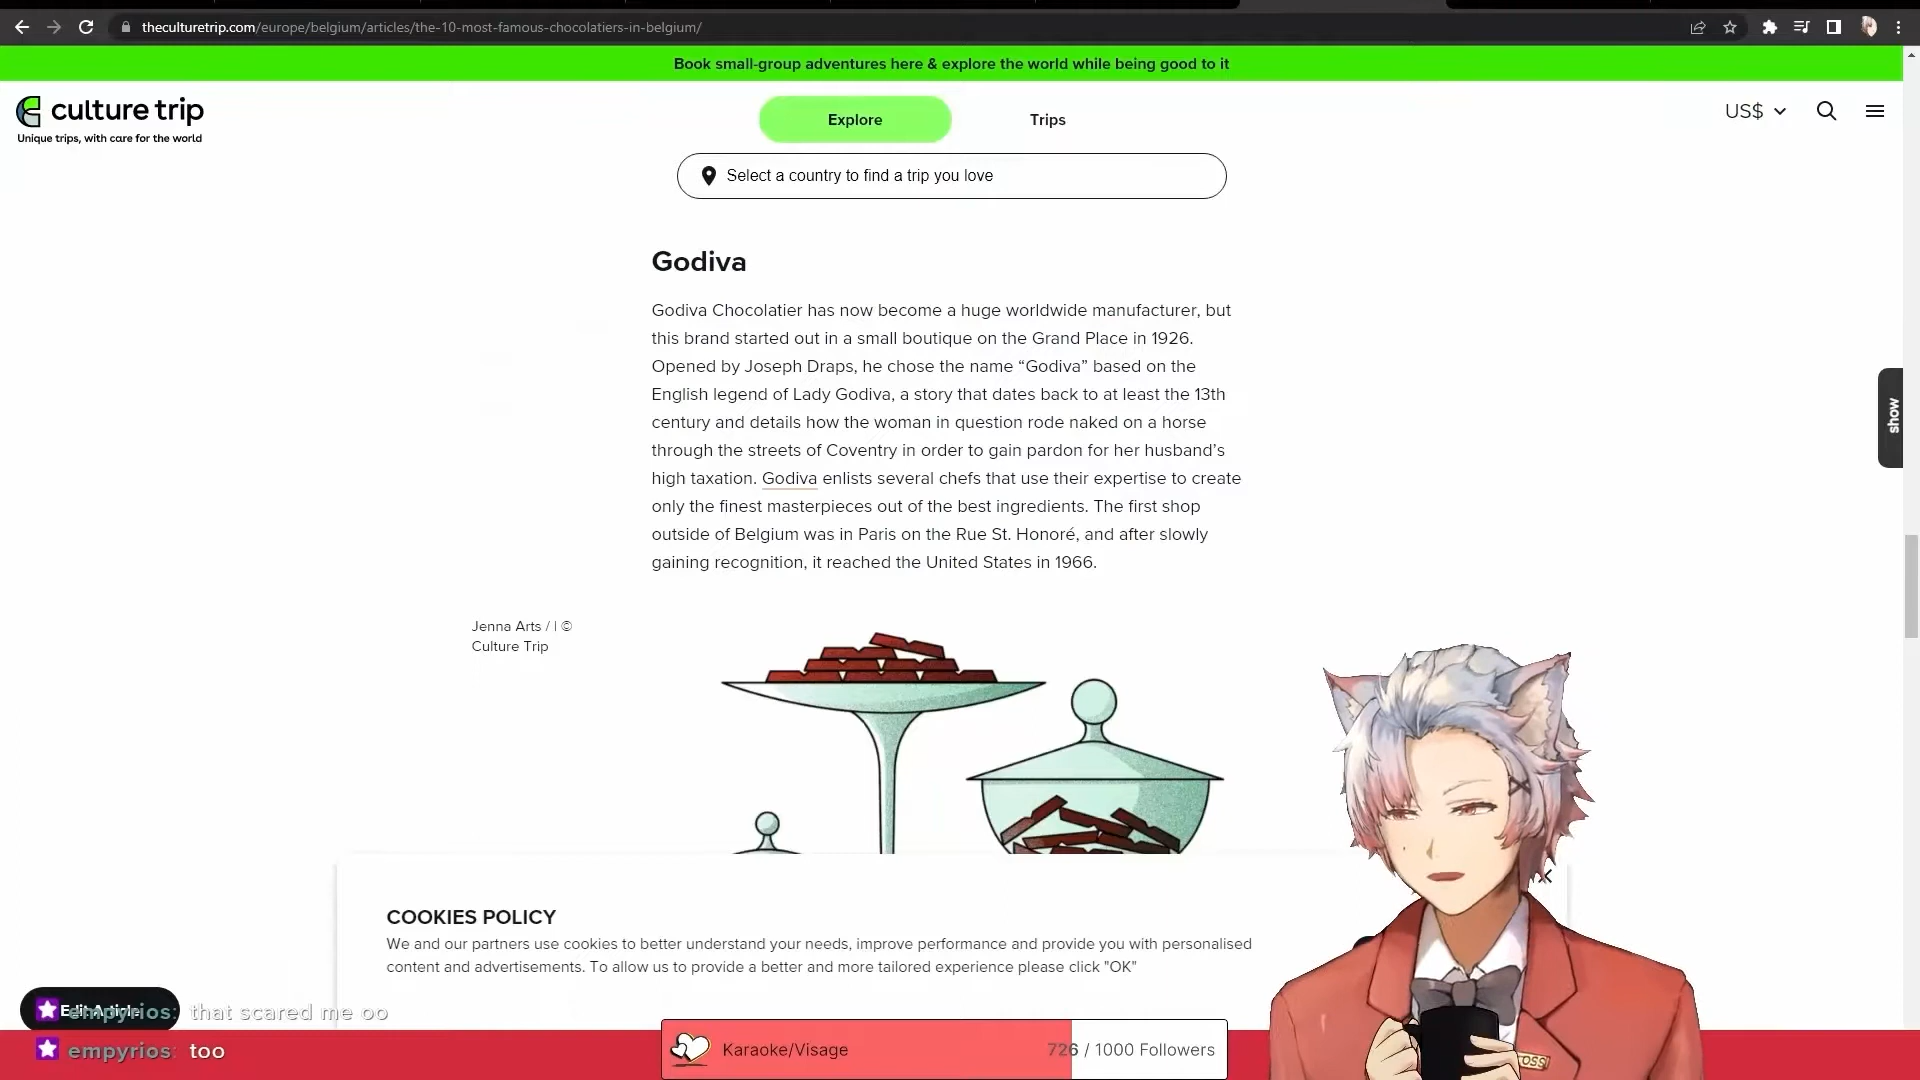 theculturetrip.com/europe/belgium/articles/the-10-most-famous-chocolatiers-in-belgium/
Book small-group adventures here & explore the world while being good to it
culture trip
Unique trips, with care for the world
Explore
Trips
US$
Select a country to find a trip you love
Godiva
Godiva Chocolatier has now become a huge worldwide manufacturer, but
this brand started out in a small boutique on the Grand Place in 1926.
Opened by Joseph Draps, he chose the name “Godiva” based on the
English legend of Lady Godiva, a story that dates back to at least the 13th
century and details how the woman in question rode naked on a horse
through the streets of Coventry in order to gain pardon for her husband’s
high taxation. Godiva enlists several chefs that use their expertise to create
only the finest masterpieces out of the best ingredients. The first shop
outside of Belgium was in Paris on the Rue St. Honoré, and after slowly
gaining recognition, it reached the United States in 1966.
show
Jenna Arts / | ©
Culture Trip
COOKIES POLICY
We and our partners use cookies to better understand your needs, improve performance and provide you with personalised
content and advertisements. To allow us to provide a better and more tailored experience please click "OK"
Edit Article
empyrios: that scared me oo
empyrios: too
Karaoke/Visage
726 / 1000 Followers